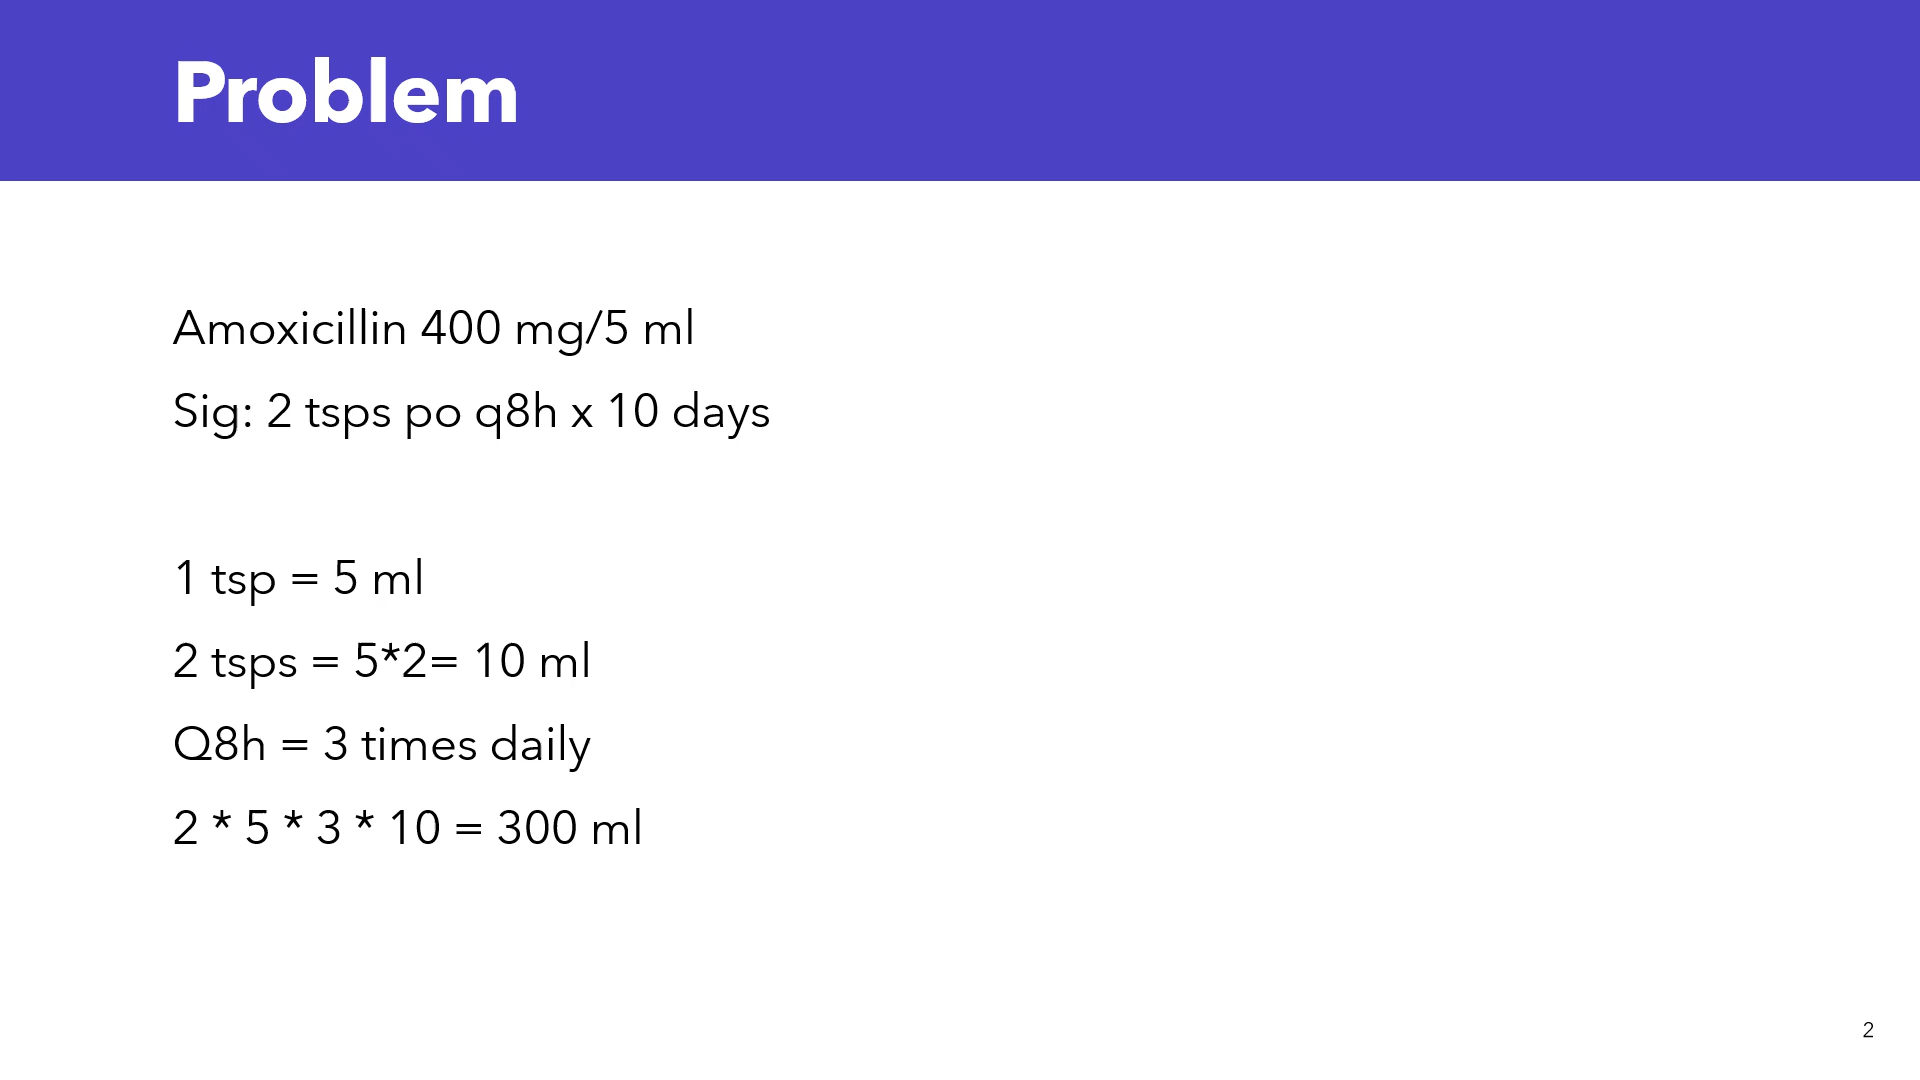 Problem
Amoxicillin 400 mg/5 ml
Sig: 2 tsps po q8h x 10 days
1 tsp = 5 ml
2 tsps = 5*2= 10 ml
Q8h = 3 times daily
2 * 5 * 3 * 10 = 300 ml
2